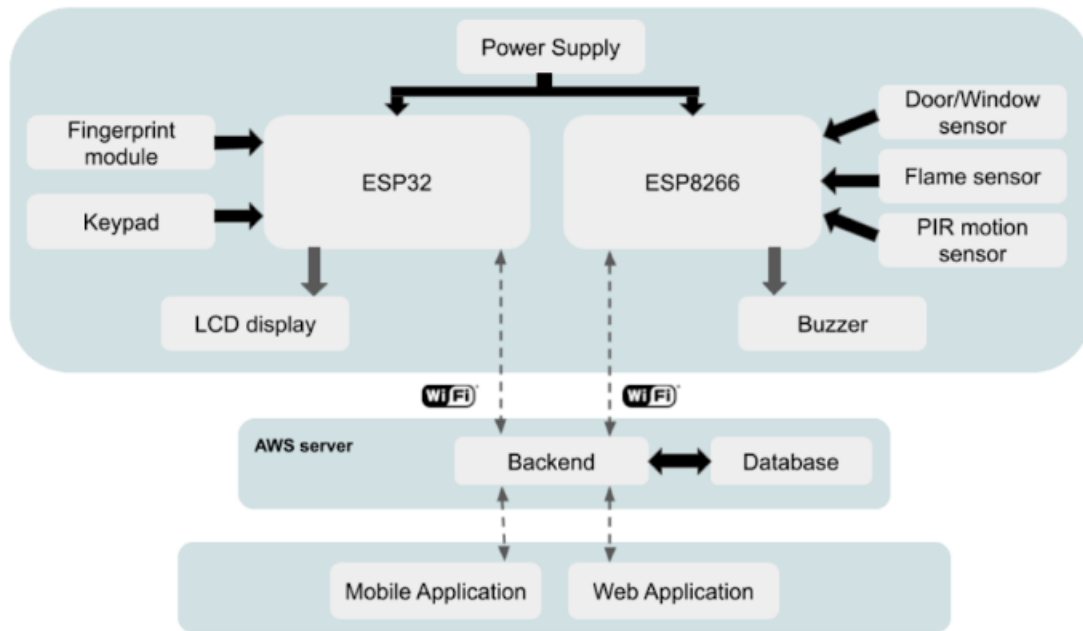 Power Supply
Fingerprint
module
Keypad
ESP32
ESP8266
Door/Window
sensor
Flame sensor
PIR motion
sensor
LCD display
Buzzer
WiFi
WiFi
AWS server
Backend
Database
Mobile Application
Web Application